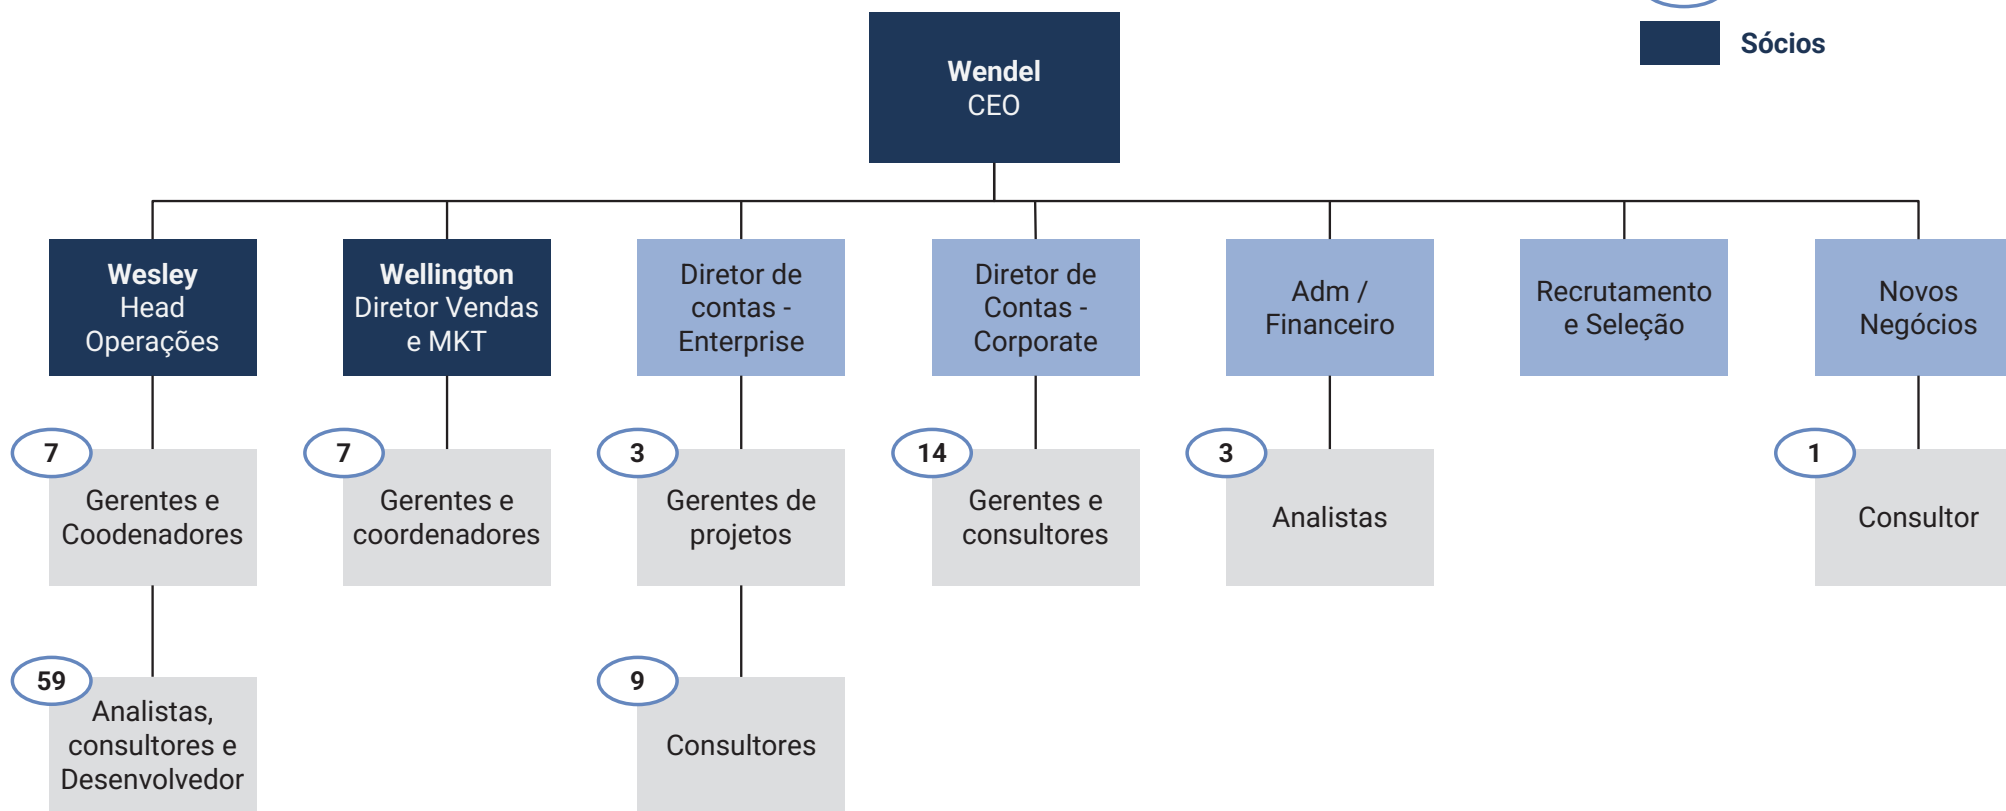 Sócios
Wendel
CEO
Wesley
Head
Operações
Wellington
Diretor Vendas
e MKT
Diretor de
contas -
Enterprise
Diretor de
Contas -
Corporate
Adm /
Financeiro
Recrutamento
e Seleção
Novos
Negócios
7
Gerentes e
Coodenadores
7
Gerentes e
coordenadores
3
Gerentes de
projetos
14
Gerentes e
consultores
3
Analistas
1
Consultor
59
Analistas,
consultores e
Desenvolvedor
9
Consultores